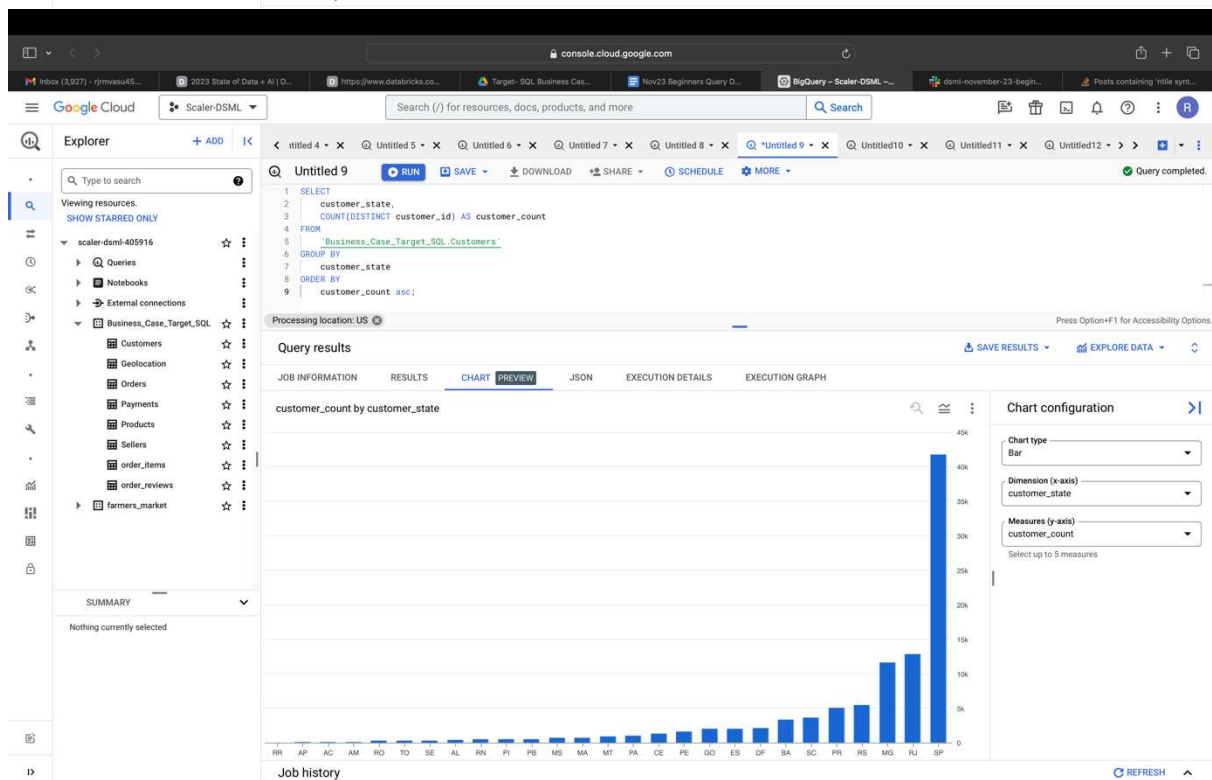 console.cloud.google.com
Inbox (3,927) - rjrmvasu45...
2023 State of Data + AI | D...
https://www.databricks.co...
Target- SQL Business Cas...
Nov23 Beginners Query D...
BigQuery – Scaler-DSML –...
dsml-november-23-begin...
Posts containing 'ntile synt...
Google Cloud
Scaler-DSML
Search (/) for resources, docs, products, and more
Search
R
Explorer
+ ADD
Type to search
Viewing resources.
SHOW STARRED ONLY
scaler-dsml-405916
Queries
Notebooks
External connections
Business_Case_Target_SQL
Customers
Geolocation
Orders
Payments
Products
Sellers
order_items
order_reviews
farmers_market
SUMMARY
Nothing currently selected
ntitled 4
Untitled 5
Untitled 6
Untitled 7
Untitled 8
*Untitled 9
Untitled10
Untitled11
Untitled12
Untitled 9
RUN
SAVE
DOWNLOAD
SHARE
SCHEDULE
MORE
Query completed.
1 SELECT
2 customer_state,
3 COUNT(DISTINCT customer_id) AS customer_count
4 FROM
5 `Business_Case_Target_SQL.Customers`
6 GROUP BY
7 customer_state
8 ORDER BY
9 customer_count asc;
Processing location: US
Press Option+F1 for Accessibility Options.
Query results
SAVE RESULTS
EXPLORE DATA
JOB INFORMATION
RESULTS
CHART PREVIEW
JSON
EXECUTION DETAILS
EXECUTION GRAPH
customer_count by customer_state
45k
40k
35k
30k
25k
20k
15k
10k
5k
0
RR AP AC AM RO TO SE AL RN PI PB MS MA MT PA CE PE GO ES DF BA SC PR RS MG RJ SP
Chart configuration
Chart type
Bar
Dimension (x-axis)
customer_state
Measures (y-axis)
customer_count
Select up to 5 measures
Job history
REFRESH